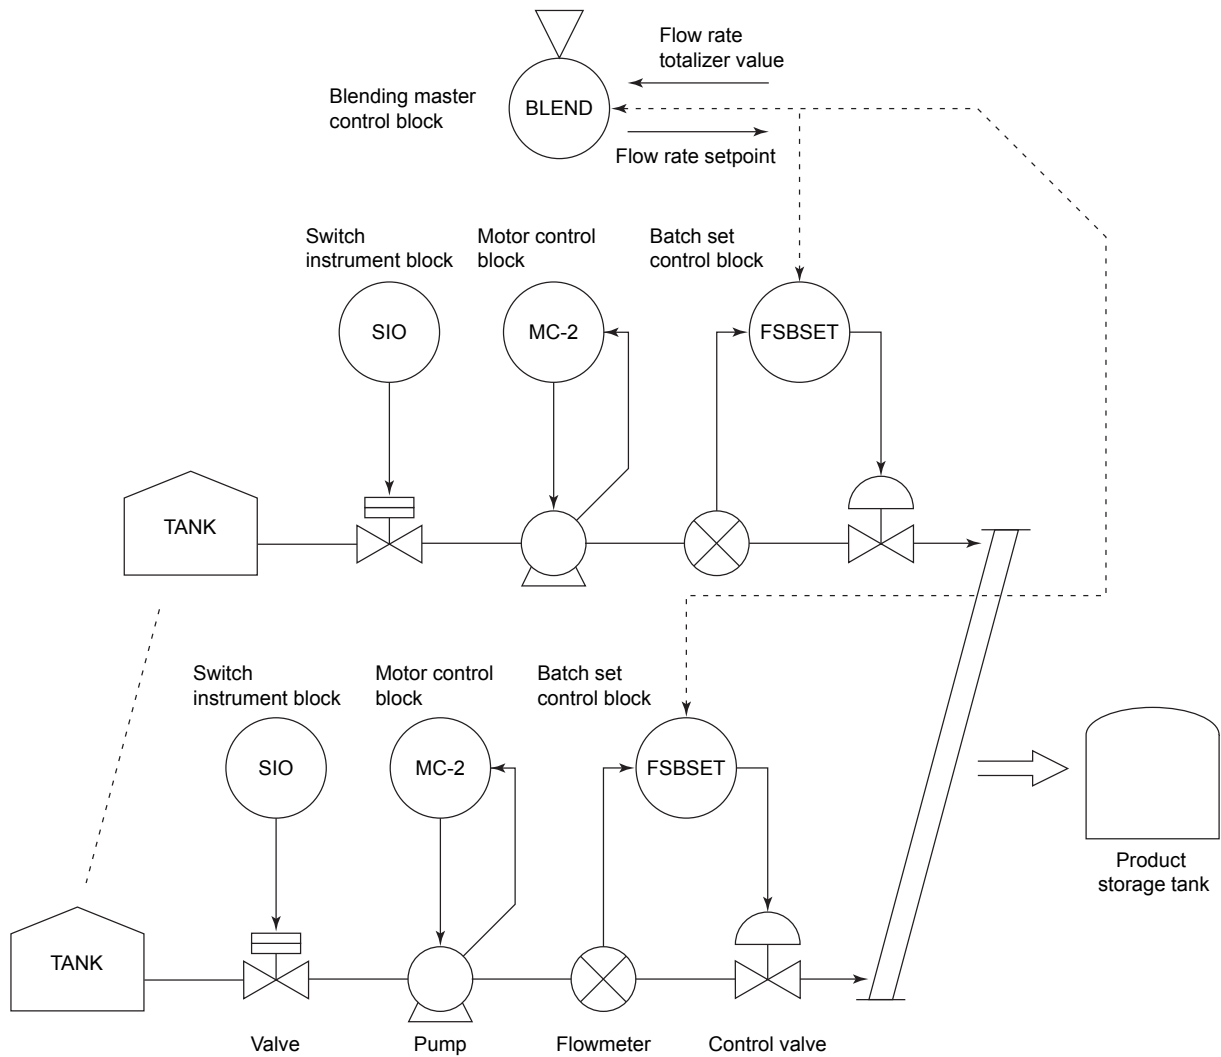 Flow rate
totalizer value
Blending master
control block
BLEND
Flow rate setpoint
Switch
instrument block
Motor control
block
Batch set
control block
SIO
MC-2
FSBSET
TANK
Switch
instrument block
Motor control
block
Batch set
control block
SIO
MC-2
FSBSET
TANK
Product
storage tank
Valve
Pump
Flowmeter
Control valve